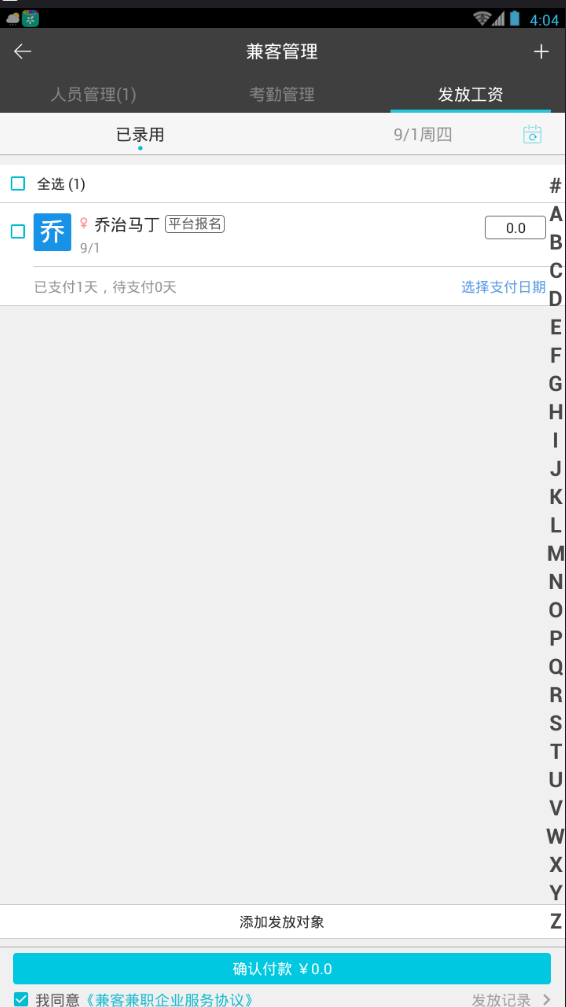 4:04
兼客管理
人员管理(1) 考勤管理 发放工资
已录用 9/1周四
全选 (1)
乔 乔治马丁 平台报名 0.0
9/1
已支付1天，待支付0天 选择支付日期
#
A
B
C
D
E
F
G
H
I
J
K
L
M
N
O
P
Q
R
S
T
U
V
W
X
Y
Z
添加发放对象
确认付款 ￥0.0
我同意《兼客兼职企业服务协议》 发放记录